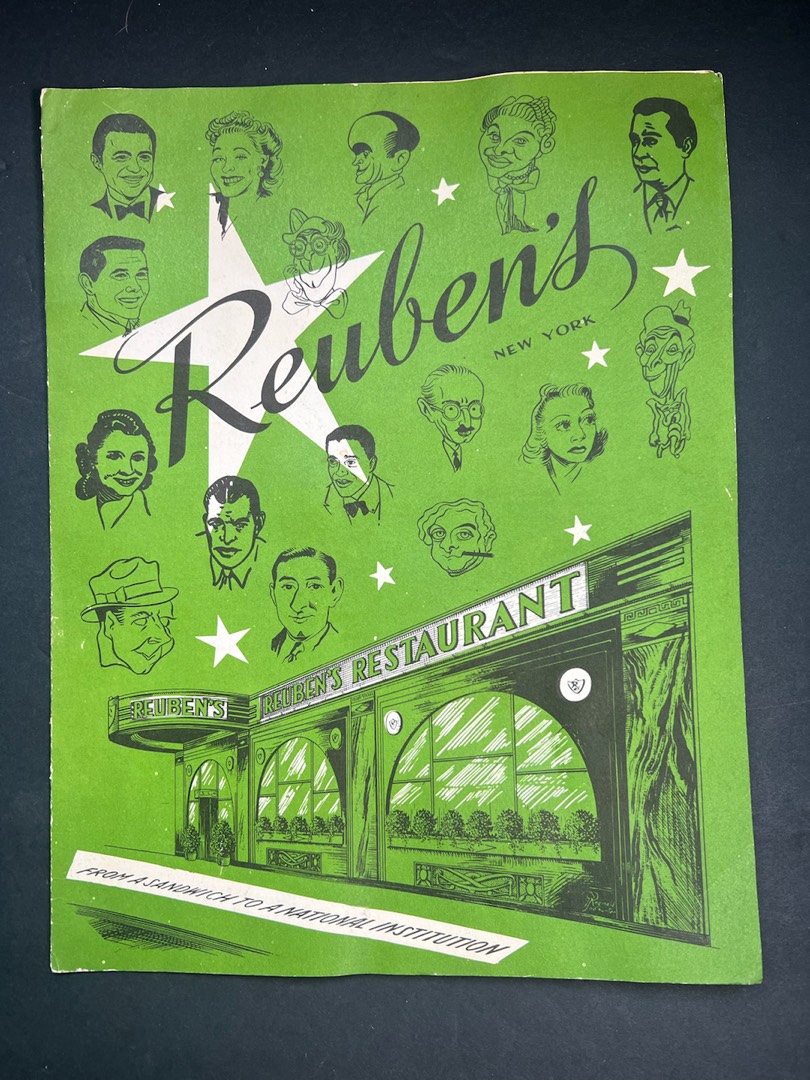 Reuben's
NEW YORK
REUBEN'S RESTAURANT
REUBEN'S
FROM A SANDWICH TO A NATIONAL INSTITUTION